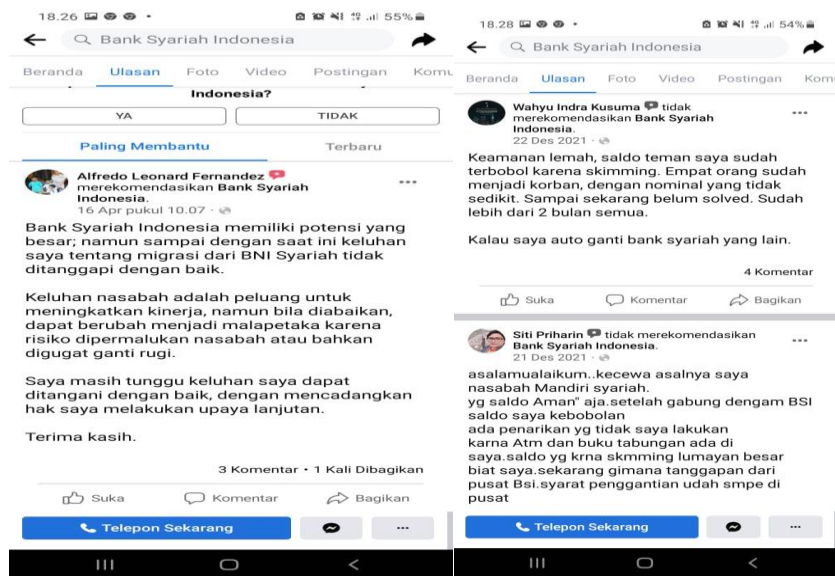 18.26
55%
Bank Syariah Indonesia
Beranda Ulasan Foto Video Postingan Komu
Indonesia?
YA TIDAK
Paling Membantu Terbaru
Alfredo Leonard Fernandez
merekomendasikan Bank Syariah
Indonesia.
16 Apr pukul 10.07 ·
Bank Syariah Indonesia memiliki potensi yang
besar; namun sampai dengan saat ini keluhan
saya tentang migrasi dari BNI Syariah tidak
ditanggapi dengan baik.
Keluhan nasabah adalah peluang untuk
meningkatkan kinerja, namun bila diabaikan,
dapat berubah menjadi malapetaka karena
risiko dipermalukan nasabah atau bahkan
digugat ganti rugi.
Saya masih tunggu keluhan saya dapat
ditangani dengan baik, dengan mencadangkan
hak saya melakukan upaya lanjutan.
Terima kasih.
3 Komentar • 1 Kali Dibagikan
Suka Komentar Bagikan
Telepon Sekarang
18.28
54%
Bank Syariah Indonesia
Beranda Ulasan Foto Video Postingan Kom
Wahyu Indra Kusuma tidak
merekomendasikan Bank Syariah
Indonesia.
22 Des 2021 ·
Keamanan lemah, saldo teman saya sudah
terbobol karena skimming. Empat orang sudah
menjadi korban, dengan nominal yang tidak
sedikit. Sampai sekarang belum solved. Sudah
lebih dari 2 bulan semua.
Kalau saya auto ganti bank syariah yang lain.
4 Komentar
Suka Komentar Bagikan
Siti Priharin tidak merekomendasikan
Bank Syariah Indonesia.
21 Des 2021 ·
asalamualaikum..kecewa asalnya saya
nasabah Mandiri syariah.
yg saldo Aman" aja.setelah gabung dengam BSI
saldo saya kebobolan
ada penarikan yg tidak saya lakukan
karna Atm dan buku tabungan ada di
saya.saldo yg krna skmming lumayan besar
biat saya.sekarang gimana tanggapan dari
pusat Bsi.syarat penggantian udah smpe di
pusat
Telepon Sekarang